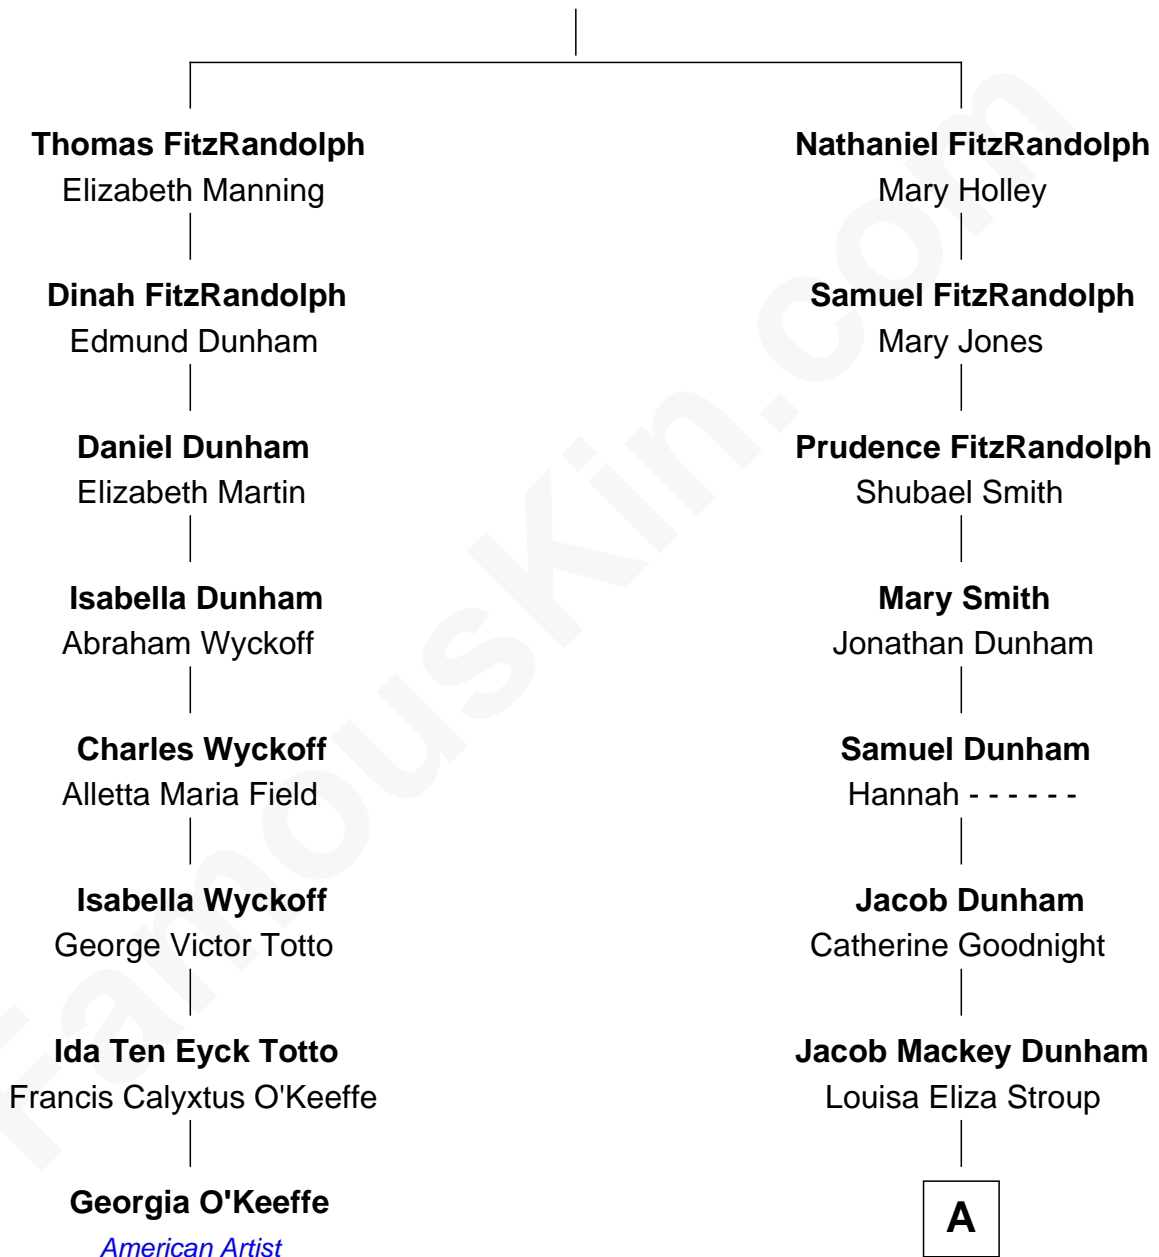 Thomas FitzRandolph
Elizabeth Manning
Dinah FitzRandolph
Edmund Dunham
Daniel Dunham
Elizabeth Martin
Isabella Dunham
Abraham Wyckoff
Charles Wyckoff
Alletta Maria Field
Isabella Wyckoff
George Victor Totto
Ida Ten Eyck Totto
Francis Calyxtus O'Keeffe
Georgia O'Keeffe
American Artist
Nathaniel FitzRandolph
Mary Holley
Samuel FitzRandolph
Mary Jones
Prudence FitzRandolph
Shubael Smith
Mary Smith
Jonathan Dunham
Samuel Dunham
Hannah - - - - - -
Jacob Dunham
Catherine Goodnight
Jacob Mackey Dunham
Louisa Eliza Stroup
A
FamousKin.com